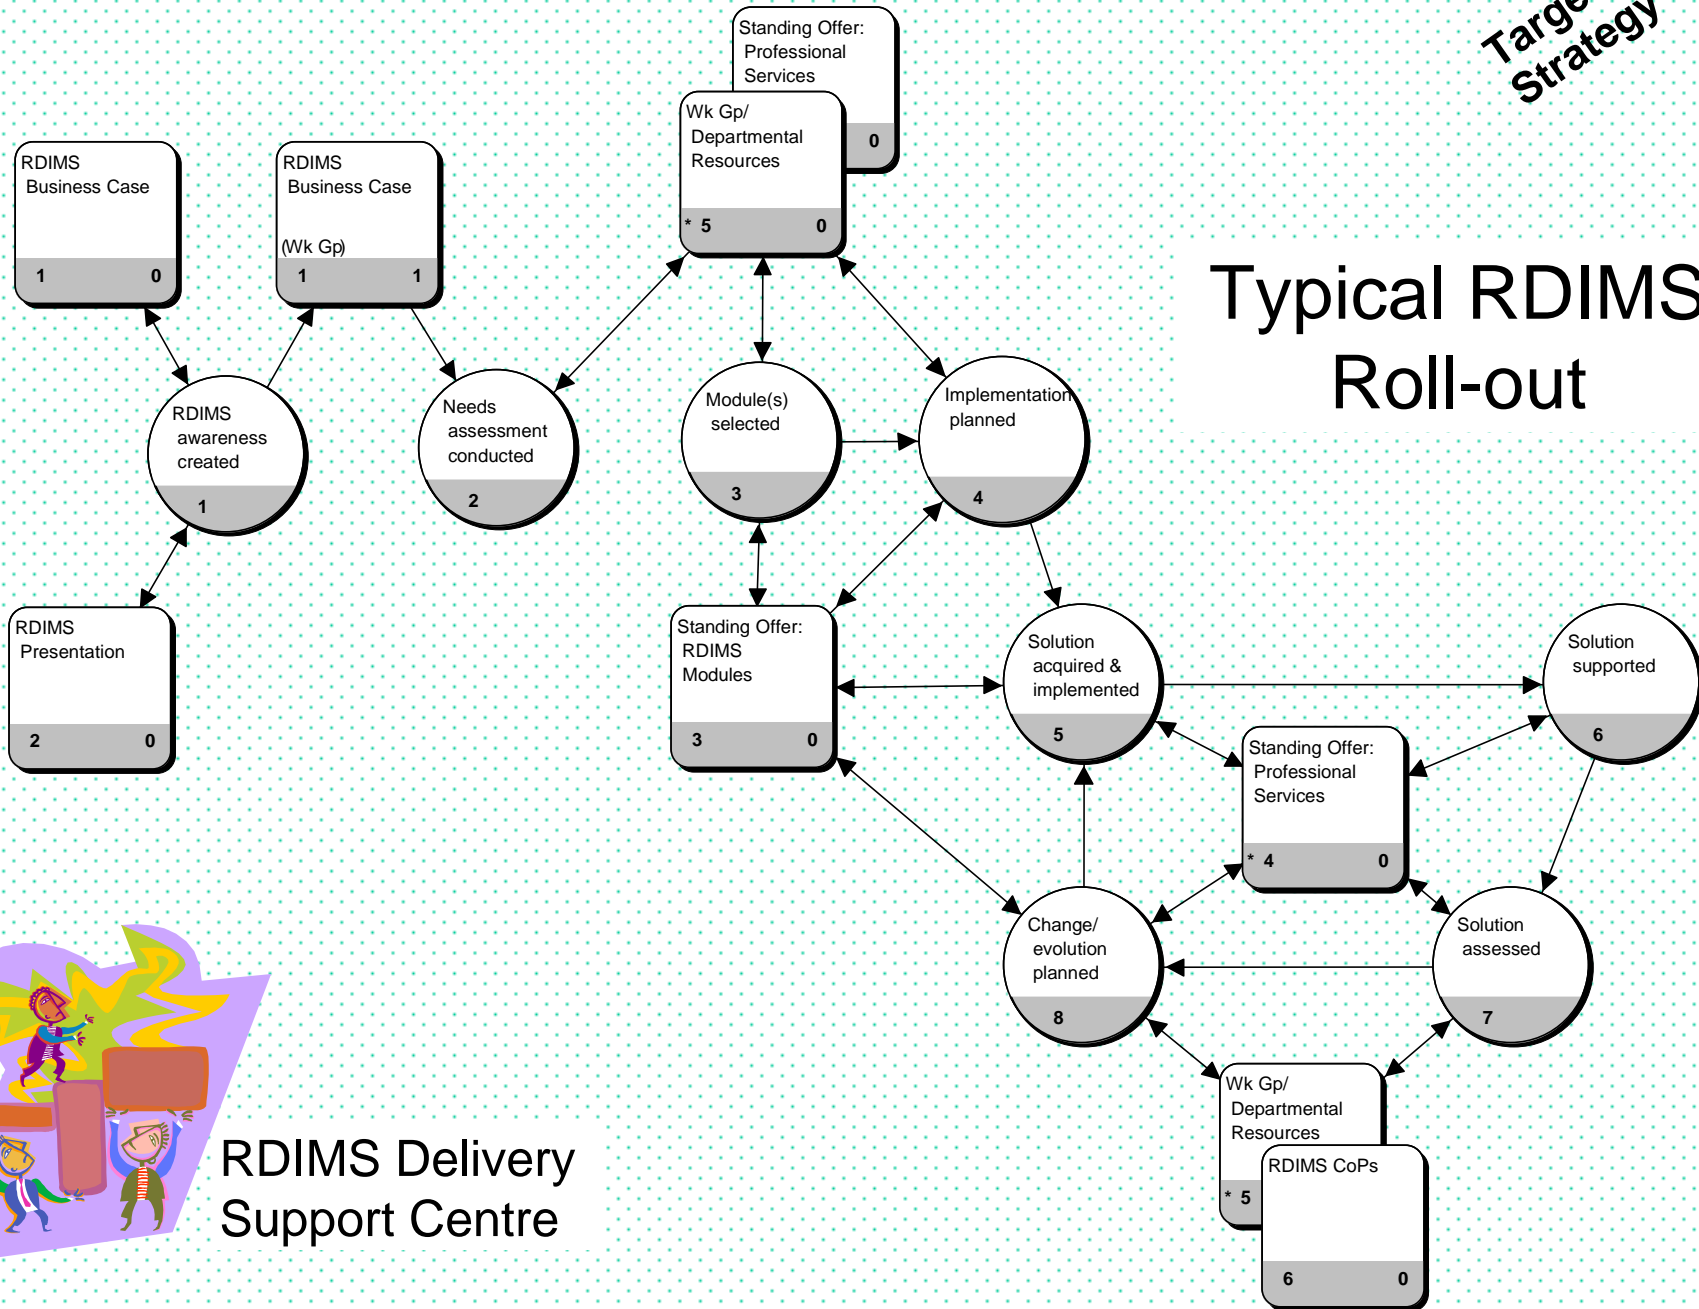 Targe
Strategy
Standing Offer:
Professional
Services
0
Wk Gp/
Departmental
Resources
* 5 0
RDIMS
Business Case
1 0
RDIMS
Business Case
(Wk Gp)
1 1
Typical RDIMS
Roll-out
RDIMS
awareness
created
1
Needs
assessment
conducted
2
Module(s)
selected
3
Implementation
planned
4
RDIMS
Presentation
2 0
Standing Offer:
RDIMS
Modules
3 0
Solution
acquired &
implemented
5
Solution
supported
6
Standing Offer:
Professional
Services
* 4 0
Change/
evolution
planned
8
Solution
assessed
7
Wk Gp/
Departmental
Resources
* 5
RDIMS CoPs
6 0
RDIMS Delivery
Support Centre